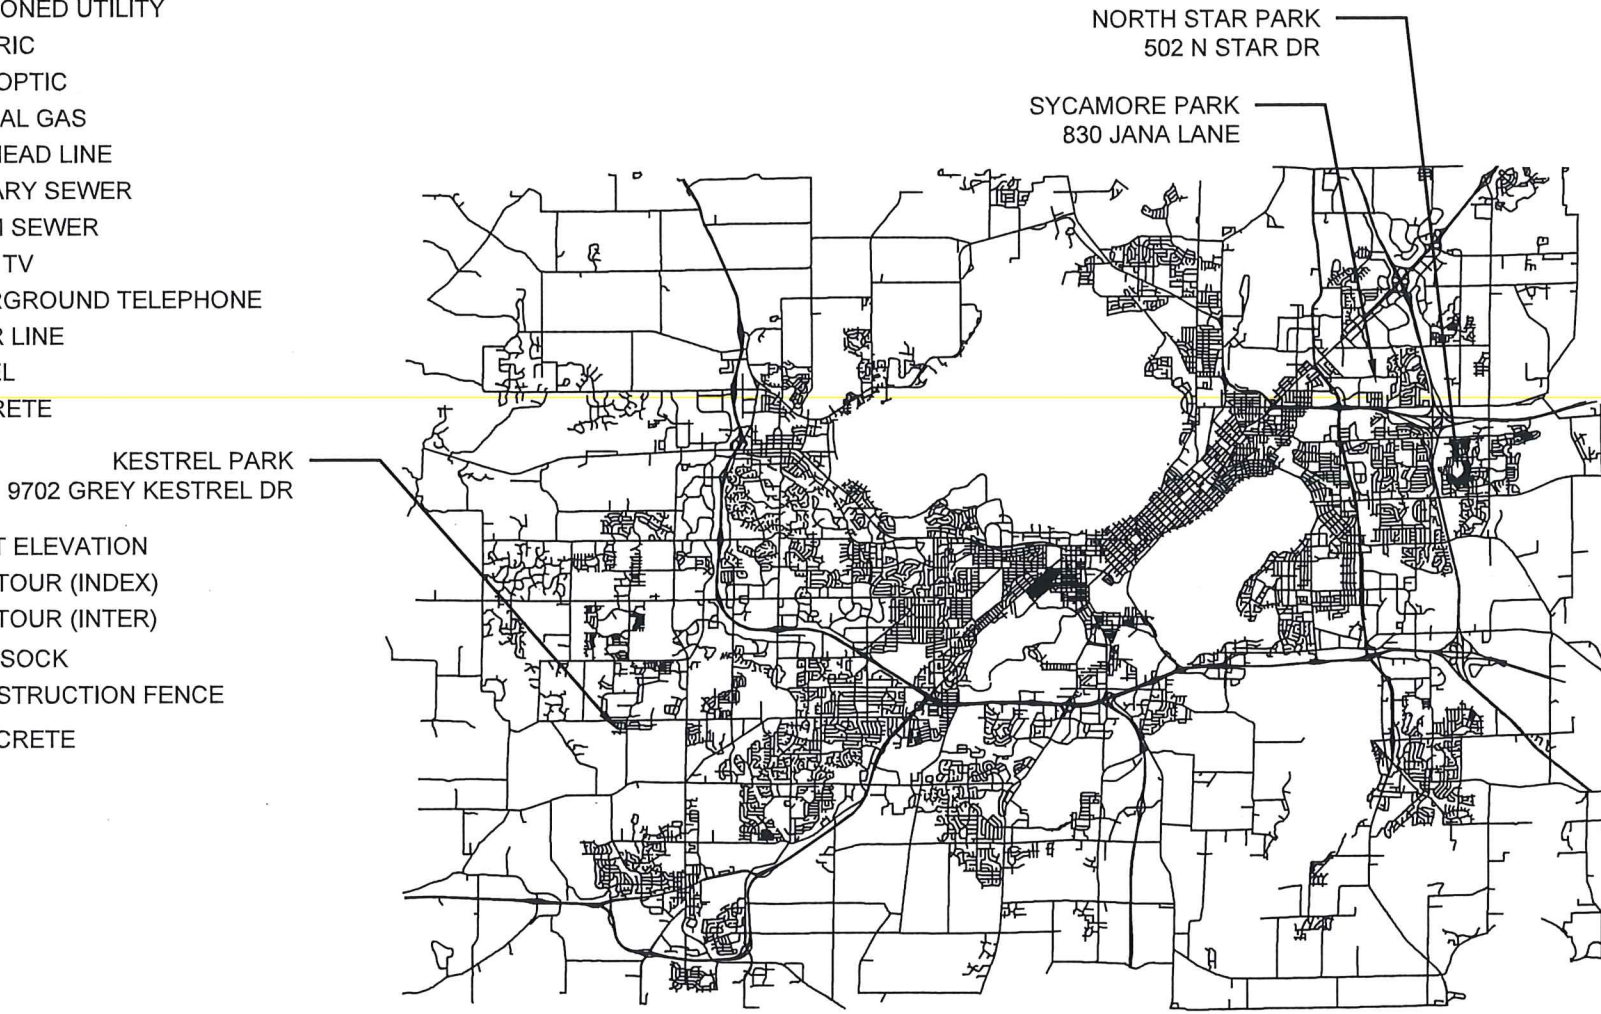 ONED UTILITY
RIC
OPTIC
AL GAS
HEAD LINE
ARY SEWER
M SEWER
TV
RGROUND TELEPHONE
R LINE
EL
RETE
NORTH STAR PARK
502 N STAR DR
SYCAMORE PARK
830 JANA LANE
KESTREL PARK
9702 GREY KESTREL DR
T ELEVATION
TOUR (INDEX)
TOUR (INTER)
SOCK
STRUCTION FENCE
CRETE